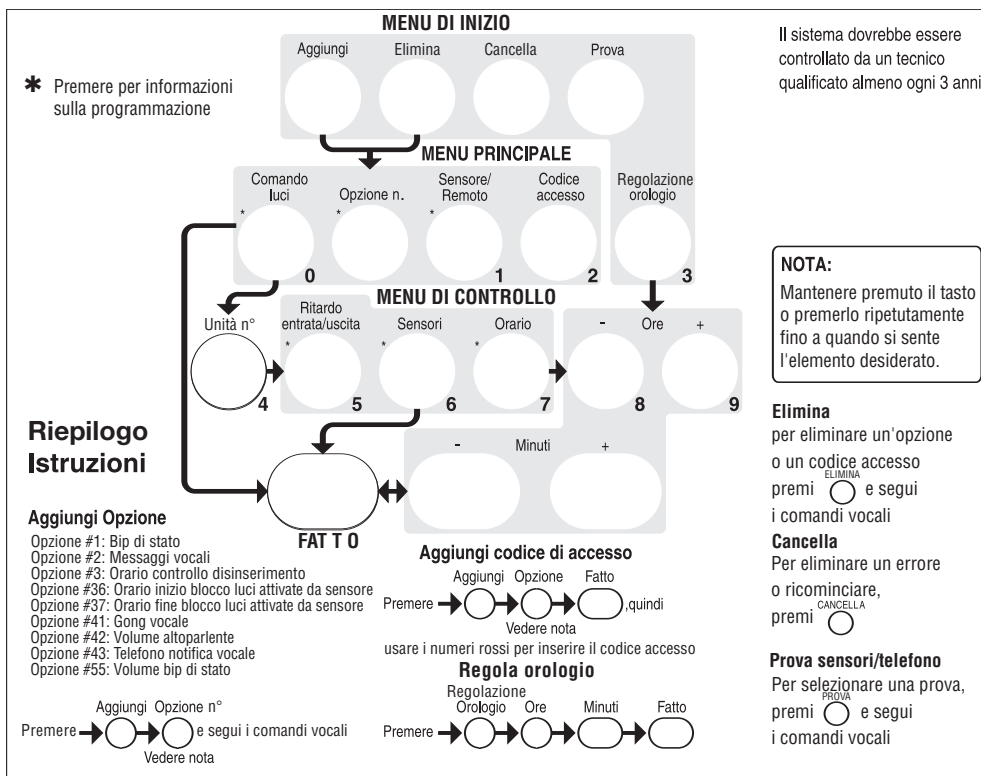 MENU DI INIZIO
Aggiungi Elimina Cancella Prova
✱ Premere per informazioni
sulla programmazione
MENU PRINCIPALE
Comando
luci
Opzione n.
Sensore/
Remoto
Codice
accesso
Regolazione
orologio
* * *
0 1 2 3
MENU DI CONTROLLO
Unità n°
Ritardo
entrata/uscita
Sensori
Orario
- Ore +
* * *
4 5 6 7 8 9
- Minuti +
FAT T O
Riepilogo
Istruzioni
Aggiungi Opzione
Opzione #1: Bip di stato
Opzione #2: Messaggi vocali
Opzione #3: Orario controllo disinserimento
Opzione #36: Orario inizio blocco luci attivate da sensore
Opzione #37: Orario fine blocco luci attivate da sensore
Opzione #41: Gong vocale
Opzione #42: Volume altoparlente
Opzione #43: Telefono notifica vocale
Opzione #55: Volume bip di stato
Aggiungi Opzione n°
Premere e segui i comandi vocali
Vedere nota
Aggiungi codice di accesso
Aggiungi Opzione Fatto
Premere ,quindi
Vedere nota
usare i numeri rossi per inserire il codice accesso
Regola orologio
Regolazione
Orologio Ore Minuti Fatto
Premere
Il sistema dovrebbe essere
controllato da un tecnico
qualificato almeno ogni 3 anni
NOTA:
Mantenere premuto il tasto
o premerlo ripetutamente
fino a quando si sente
l'elemento desiderato.
Elimina
per eliminare un'opzione
o un codice accesso
ELIMINA
premi e segui
i comandi vocali
Cancella
Per eliminare un errore
o ricominciare,
CANCELLA
premi
Prova sensori/telefono
Per selezionare una prova,
PROVA
premi e segui
i comandi vocali